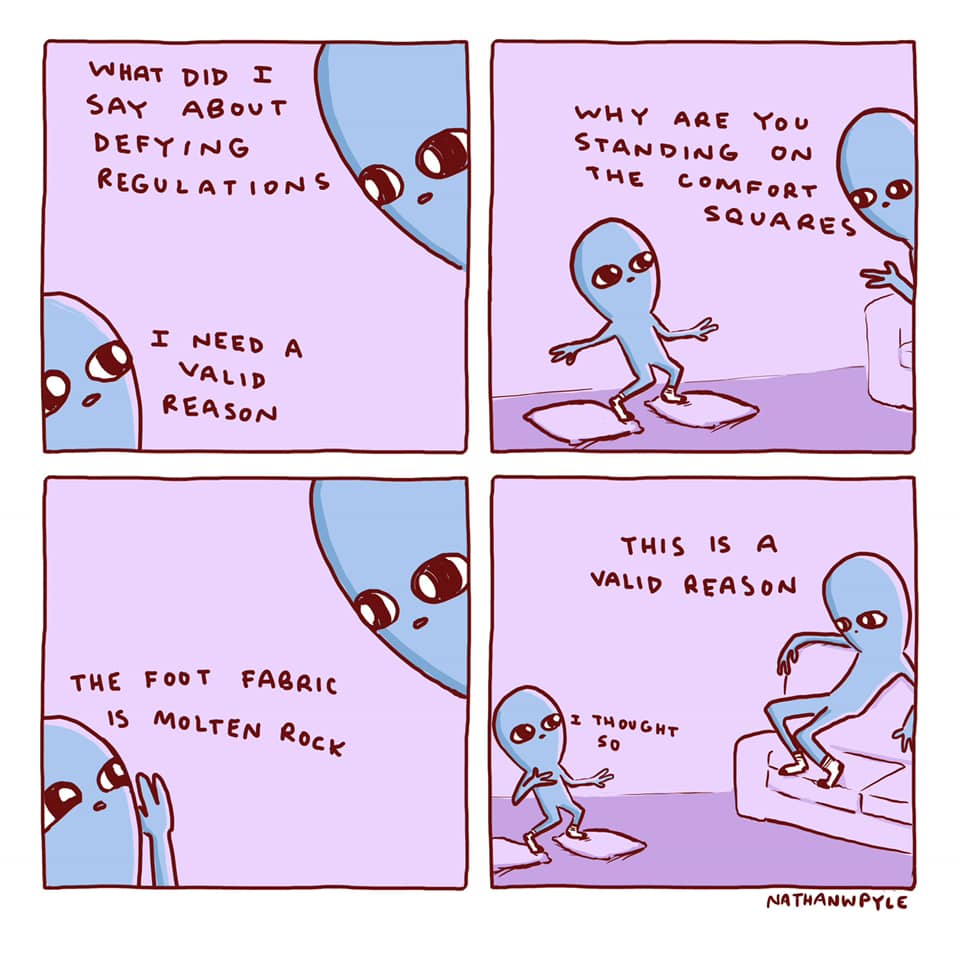 WHAT DID I
SAY ABOUT
DEFYING
REGULATIONS
I NEED A
VALID
REASON
WHY ARE YOU
STANDING ON
THE COMFORT
SQUARES
THE FOOT FABRIC
IS MOLTEN ROCK
THIS IS A
VALID REASON
I THOUGHT
SO
NATHANWPYLE